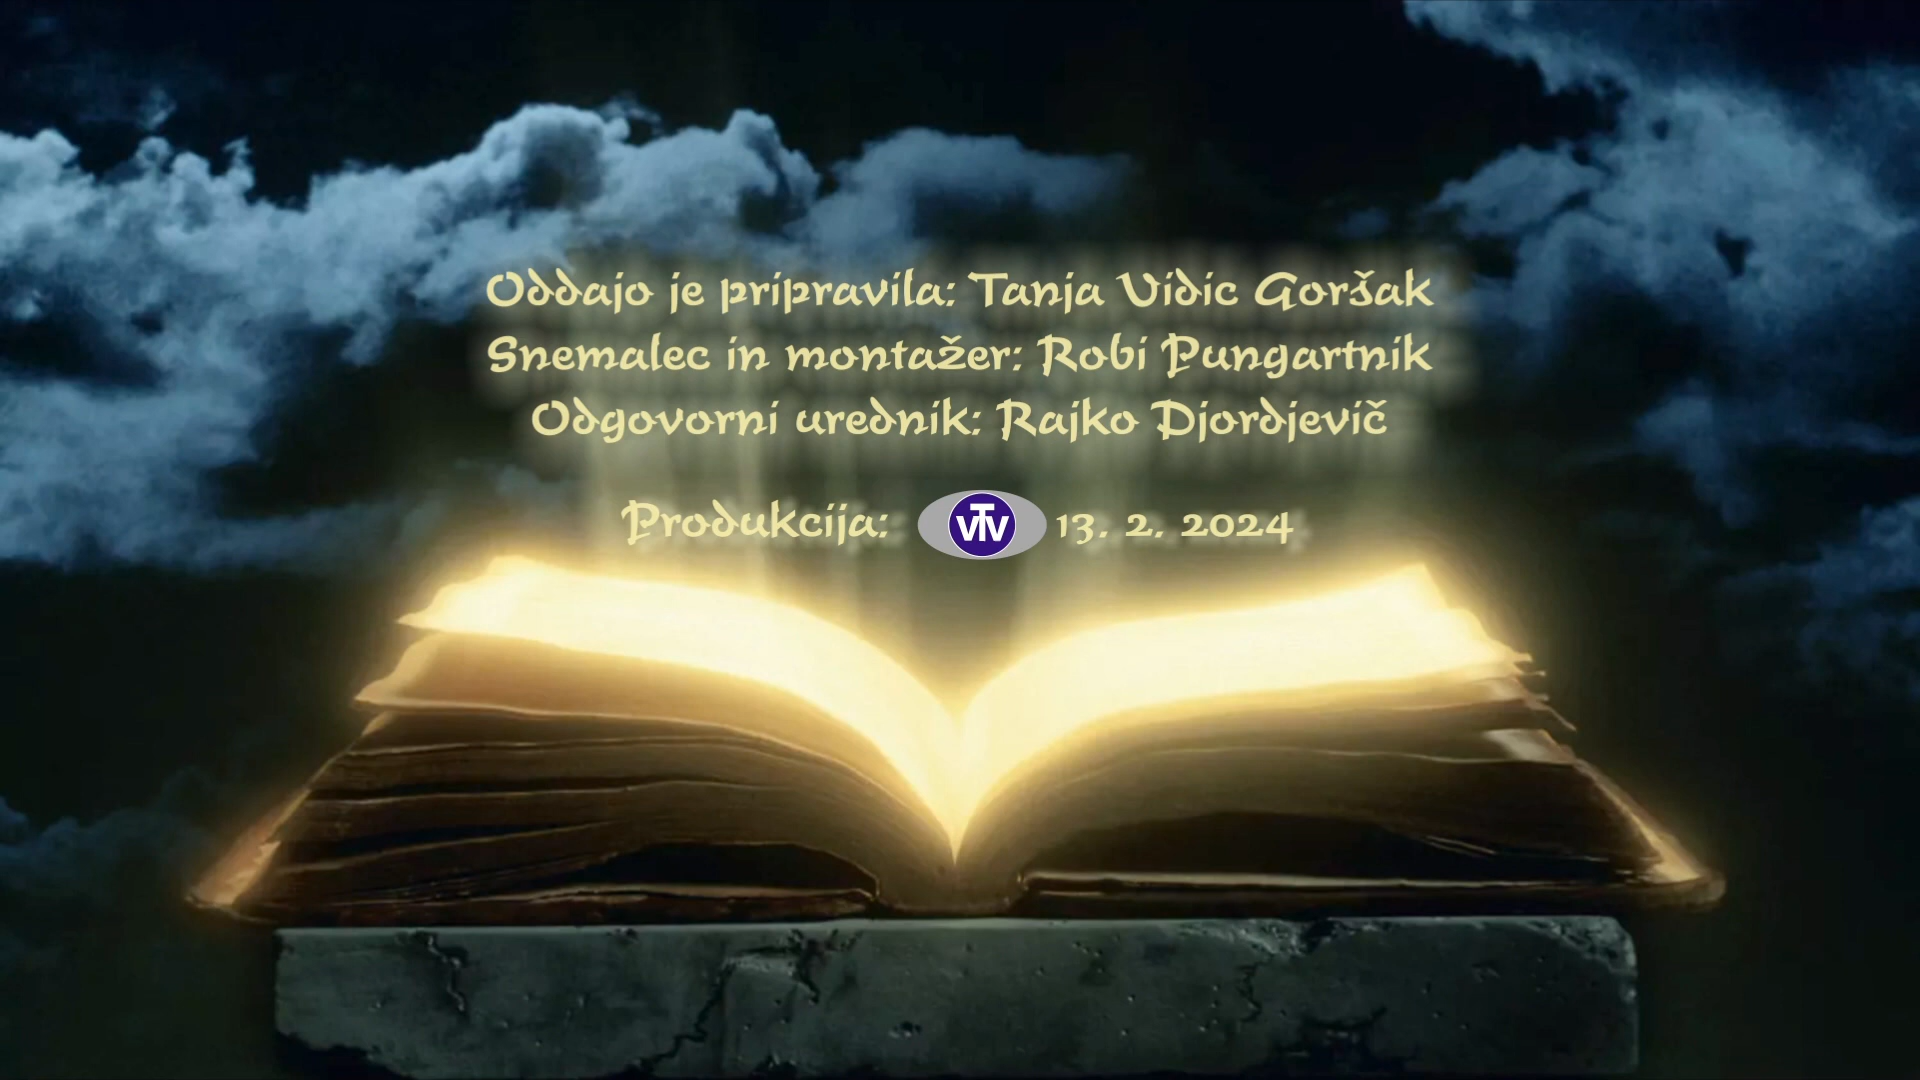 Oddajo je pripravila: Tanja Vidic Goršak
Snemalec in montažer: Robi Pungartnik
Odgovorni urednik: Rajko Djordjevič
Produkcija: VTV 13. 2. 2024